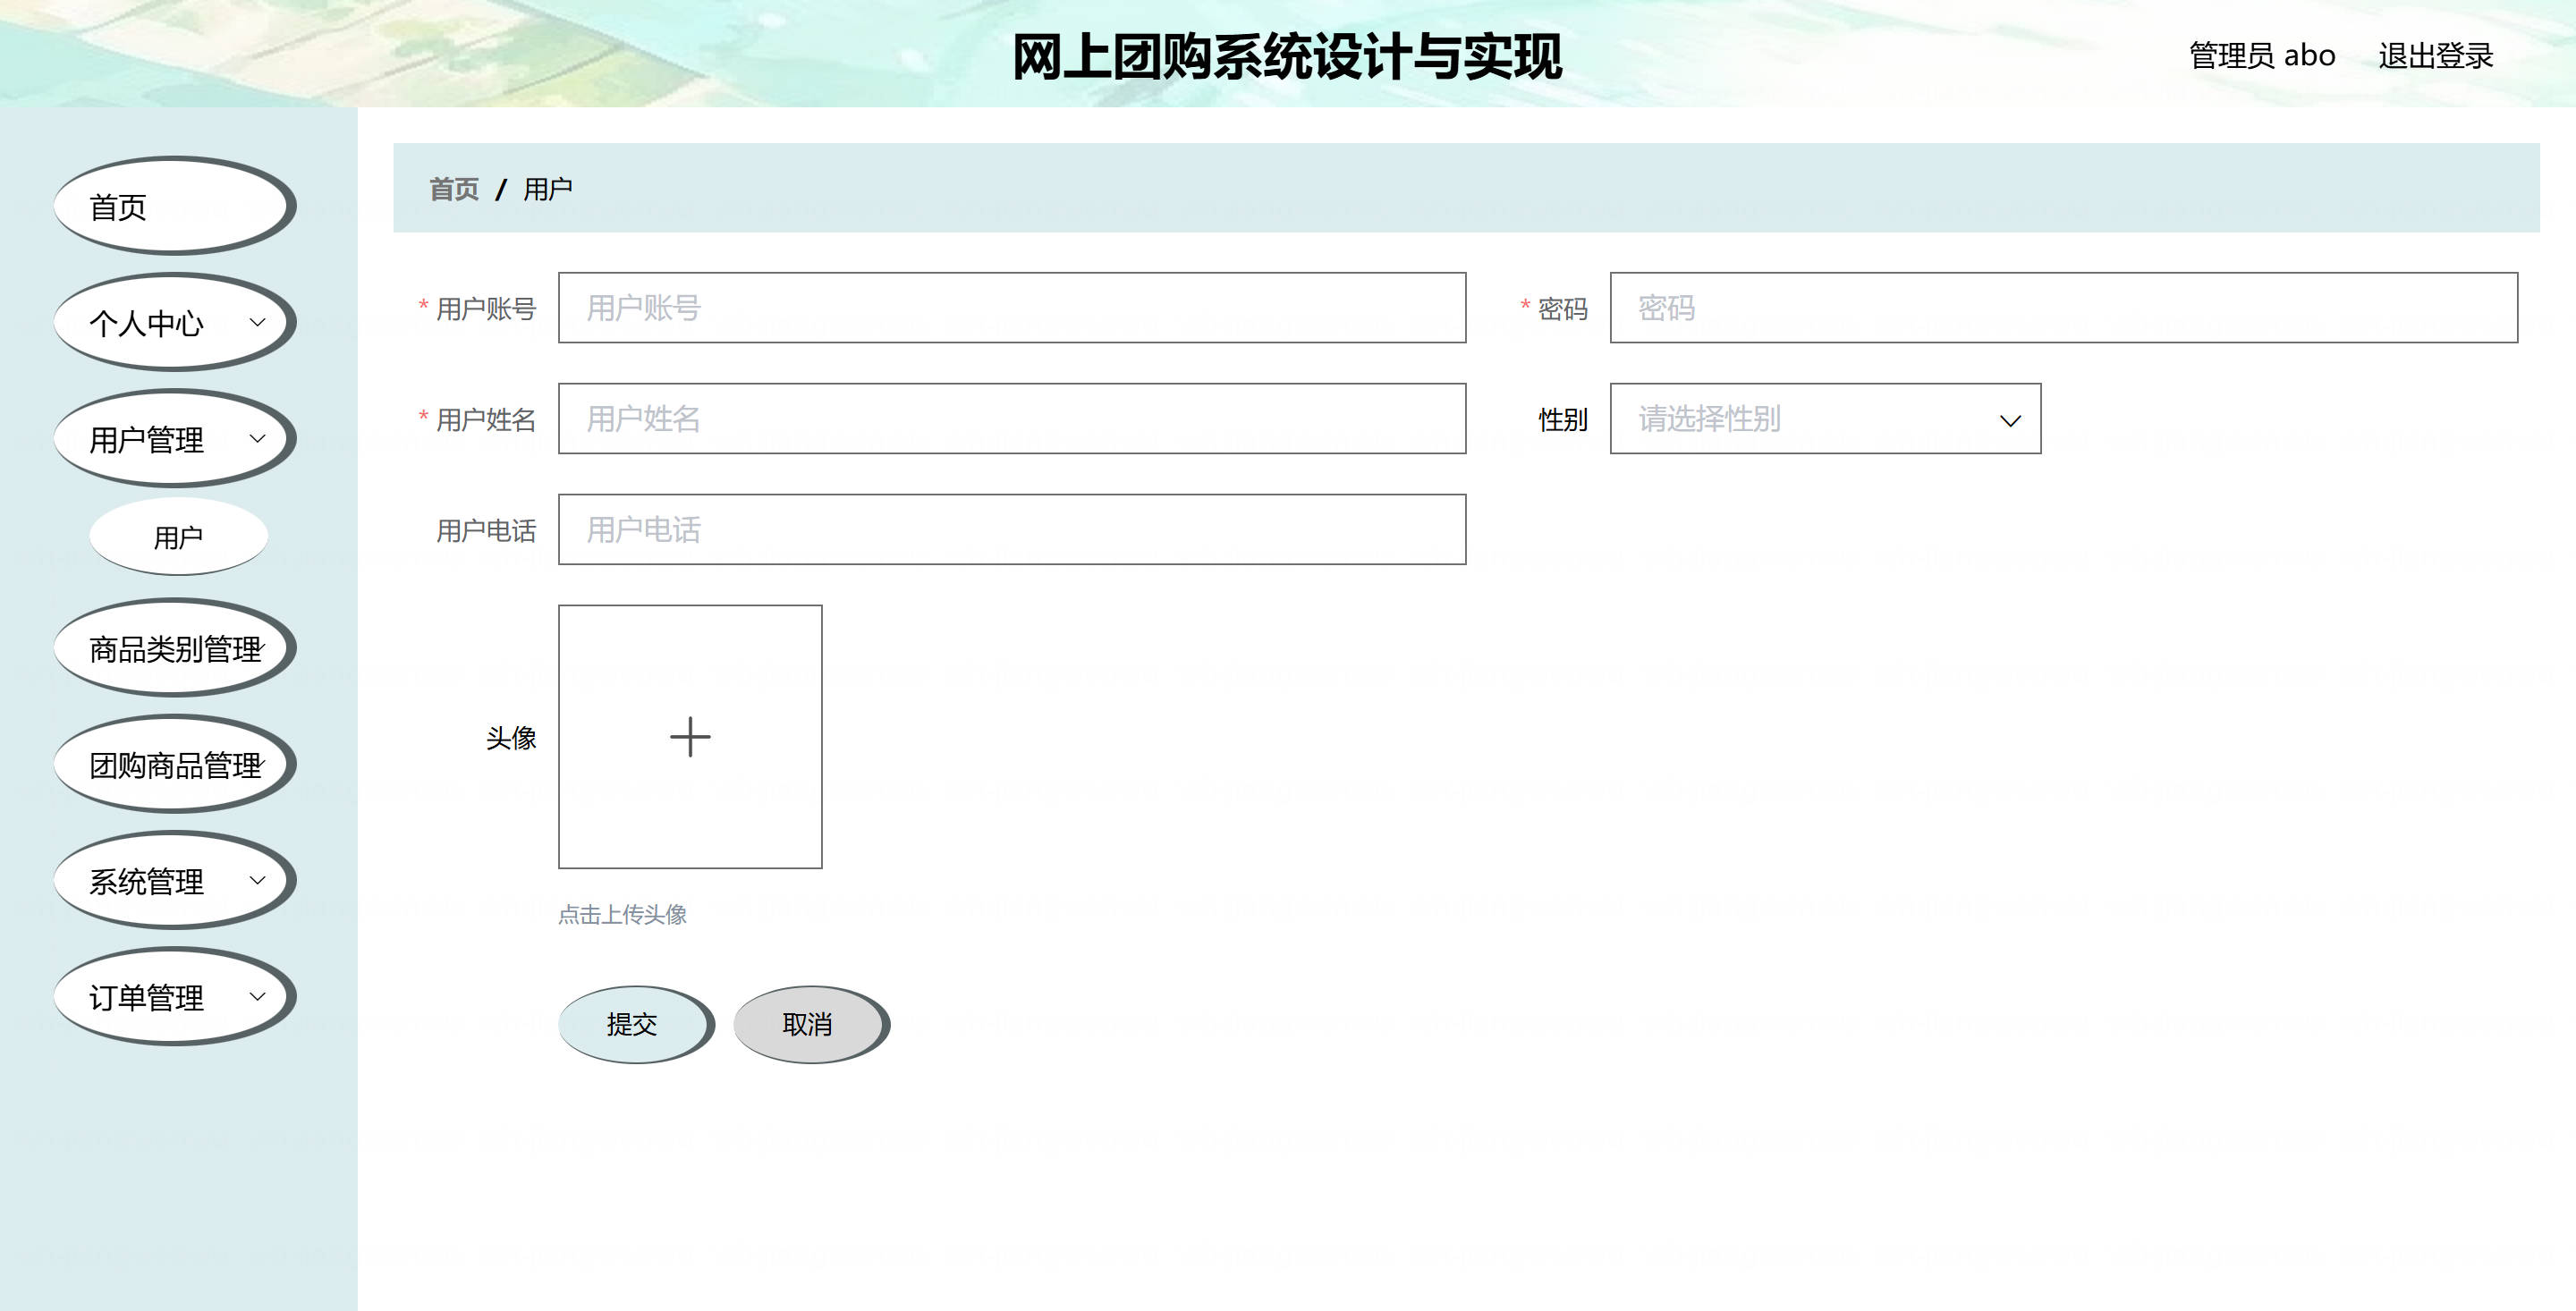 网上团购系统设计与实现
管理员 abo 退出登录
首页
个人中心
用户管理
用户
商品类别管理
团购商品管理
系统管理
订单管理
首页 / 用户
* 用户账号 用户账号
* 密码 密码
* 用户姓名 用户姓名
性别 请选择性别
用户电话 用户电话
头像
点击上传头像
提交 取消